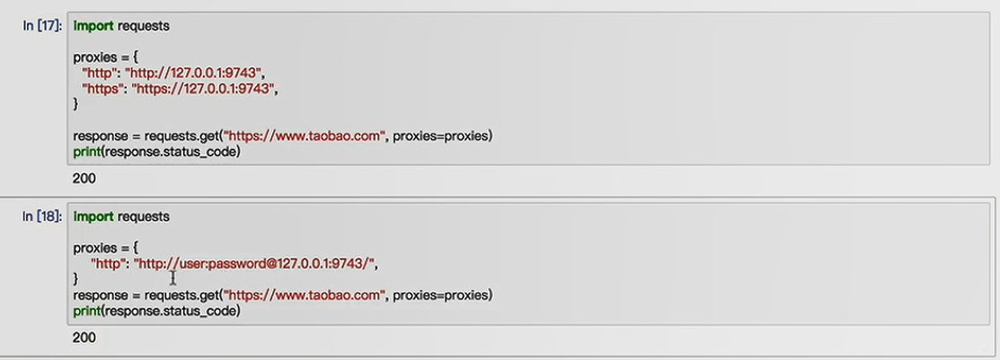 In [17]: import requests
proxies = {
"http": "http://127.0.0.1:9743",
"https": "https://127.0.0.1:9743",
}
response = requests.get("https://www.taobao.com", proxies=proxies)
print(response.status_code)
200
In [18]: import requests
proxies = {
"http": "http://user:password@127.0.0.1:9743/",
}
response = requests.get("https://www.taobao.com", proxies=proxies)
print(response.status_code)
200